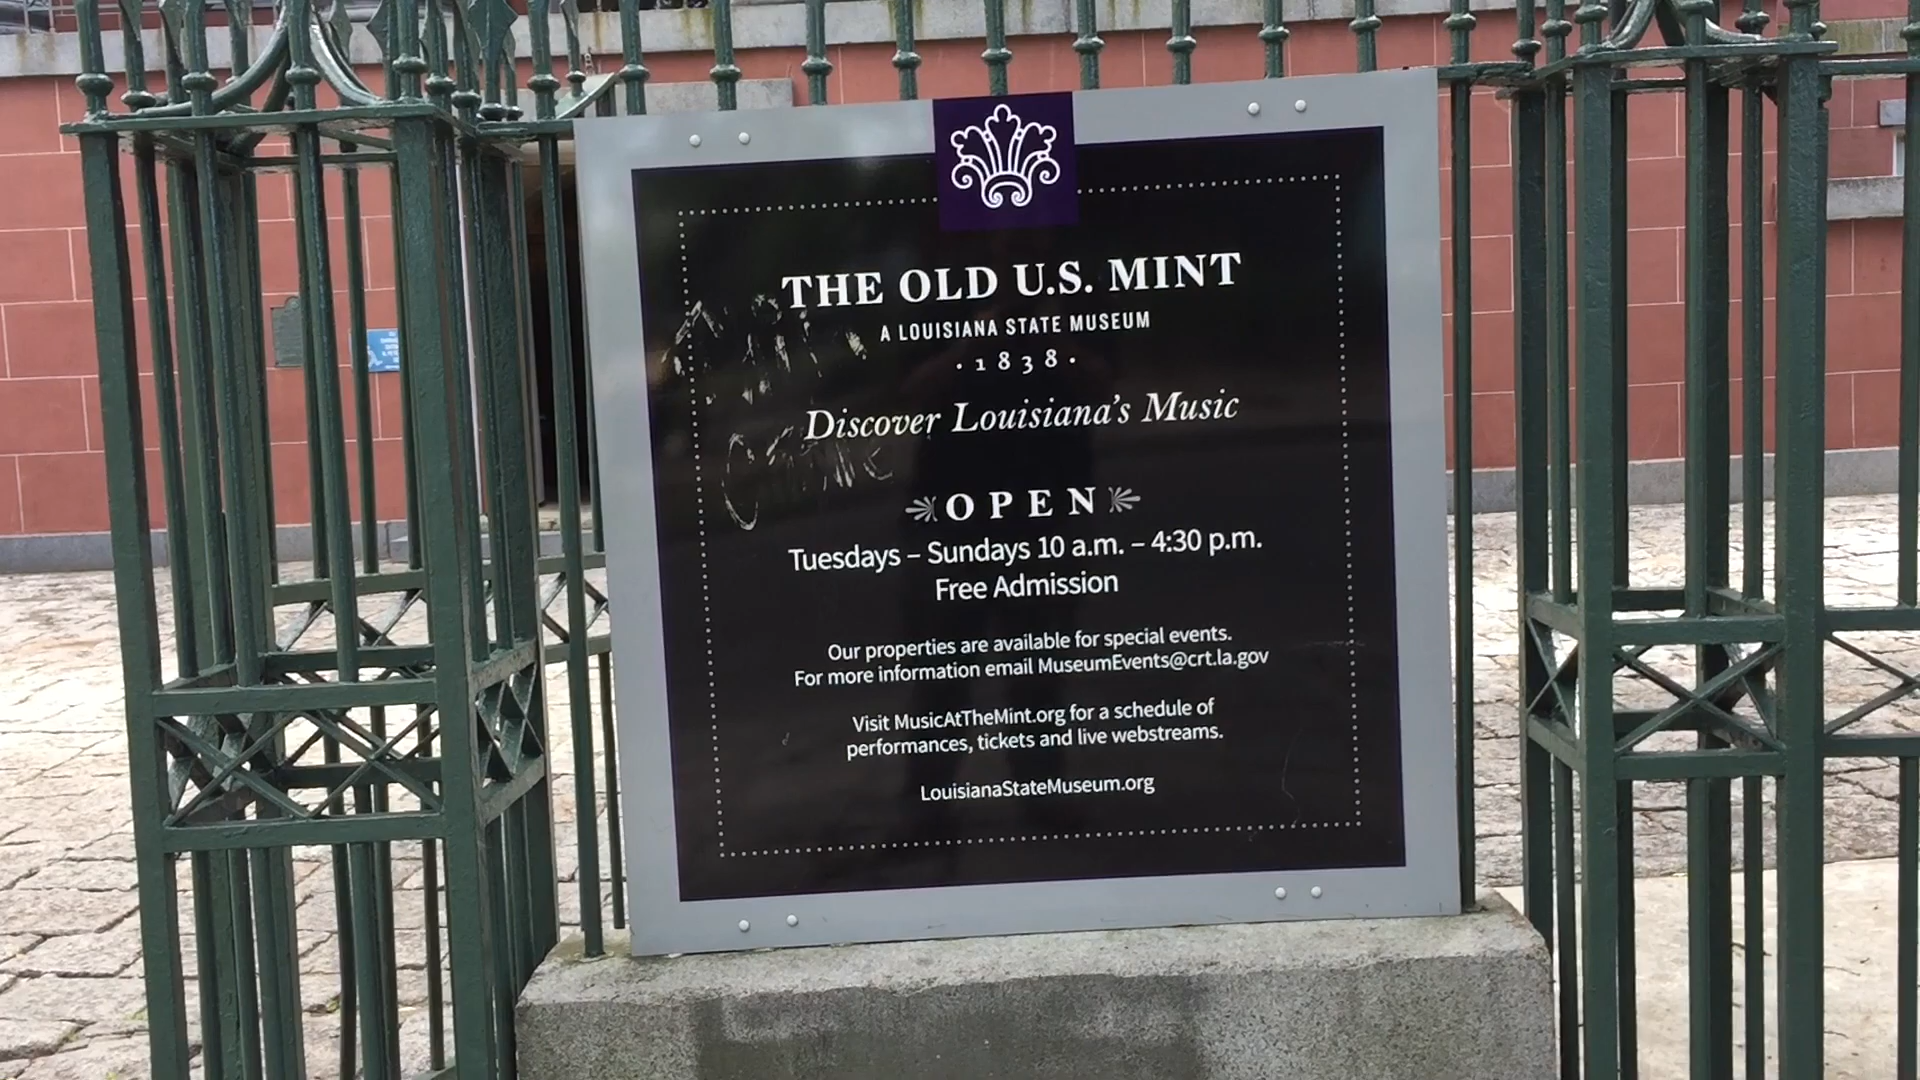 THE OLD U.S. MINT
A LOUISIANA STATE MUSEUM
· 1838 ·
Discover Louisiana's Music
OPEN
Tuesdays – Sundays 10 a.m. – 4:30 p.m.
Free Admission
Our properties are available for special events.
For more information email MuseumEvents@crt.la.gov
Visit MusicAtTheMint.org for a schedule of
performances, tickets and live webstreams.
LouisianaStateMuseum.org